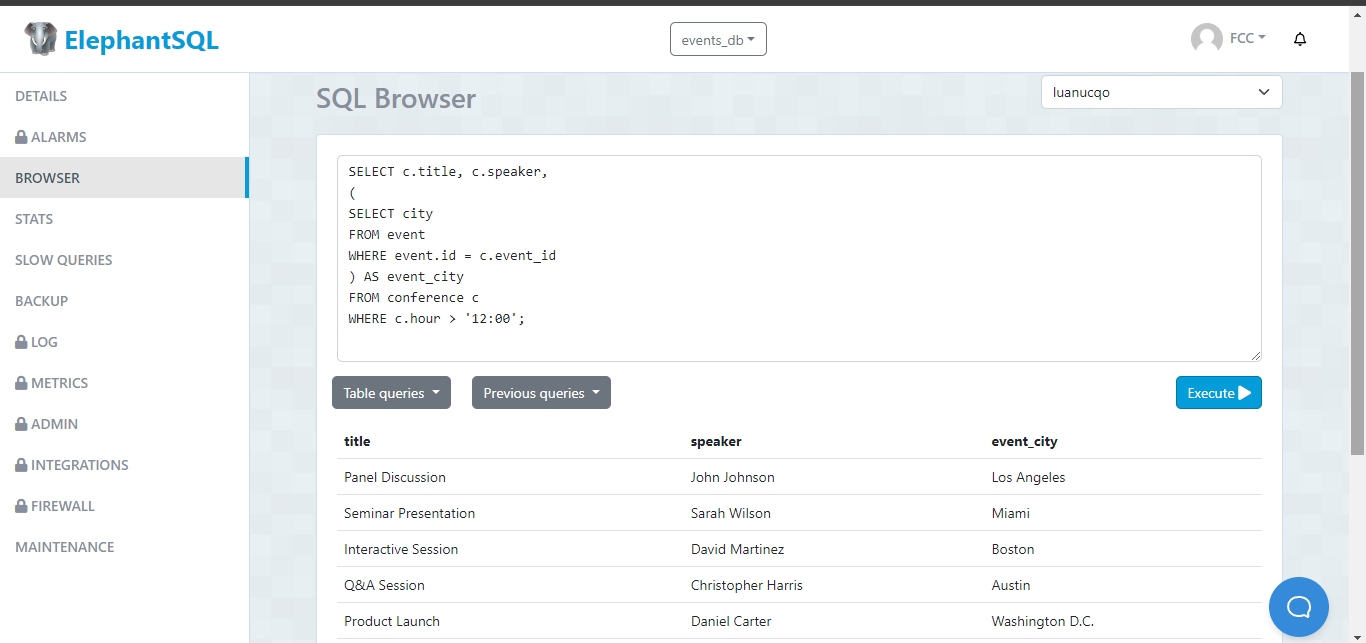 ElephantSQL
events_db
FCC
DETAILS
ALARMS
BROWSER
STATS
SLOW QUERIES
BACKUP
LOG
METRICS
ADMIN
INTEGRATIONS
FIREWALL
MAINTENANCE
SQL Browser
luanucqo
SELECT c.title, c.speaker,
(
SELECT city
FROM event
WHERE event.id = c.event_id
) AS event_city
FROM conference c
WHERE c.hour > '12:00';
Table queries
Previous queries
Execute
title speaker event_city
Panel Discussion John Johnson Los Angeles
Seminar Presentation Sarah Wilson Miami
Interactive Session David Martinez Boston
Q&A Session Christopher Harris Austin
Product Launch Daniel Carter Washington D.C.